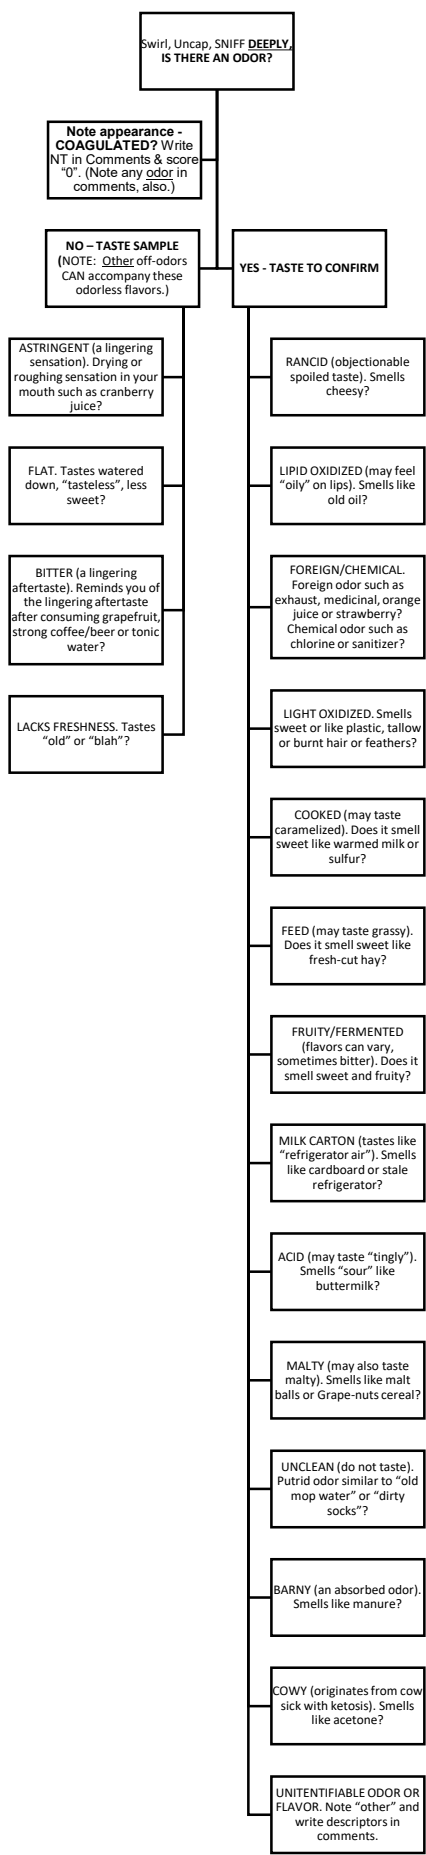 Swirl, Uncap, SNIFF DEEPLY,
IS THERE AN ODOR?
Note appearance -
COAGULATED? Write
NT in Comments & score
“0”. (Note any odor in
comments, also.)
NO – TASTE SAMPLE
(NOTE: Other off-odors
CAN accompany these
odorless flavors.)
YES - TASTE TO CONFIRM
ASTRINGENT (a lingering
sensation). Drying or
roughing sensation in your
mouth such as cranberry
juice?
FLAT. Tastes watered
down, “tasteless”, less
sweet?
BITTER (a lingering
aftertaste). Reminds you of
the lingering aftertaste
after consuming grapefruit,
strong coffee/beer or tonic
water?
LACKS FRESHNESS. Tastes
“old” or “blah”?
RANCID (objectionable
spoiled taste). Smells
cheesy?
LIPID OXIDIZED (may feel
“oily” on lips). Smells like
old oil?
FOREIGN/CHEMICAL.
Foreign odor such as
exhaust, medicinal, orange
juice or strawberry?
Chemical odor such as
chlorine or sanitizer?
LIGHT OXIDIZED. Smells
sweet or like plastic, tallow
or burnt hair or feathers?
COOKED (may taste
caramelized). Does it smell
sweet like warmed milk or
sulfur?
FEED (may taste grassy).
Does it smell sweet like
fresh-cut hay?
FRUITY/FERMENTED
(flavors can vary,
sometimes bitter). Does it
smell sweet and fruity?
MILK CARTON (tastes like
“refrigerator air”). Smells
like cardboard or stale
refrigerator?
ACID (may taste “tingly”).
Smells “sour” like
buttermilk?
MALTY (may also taste
malty). Smells like malt
balls or Grape-nuts cereal?
UNCLEAN (do not taste).
Putrid odor similar to “old
mop water” or “dirty
socks”?
BARNY (an absorbed odor).
Smells like manure?
COWY (originates from cow
sick with ketosis). Smells
like acetone?
UNITENTIFIABLE ODOR OR
FLAVOR. Note “other” and
write descriptors in
comments.